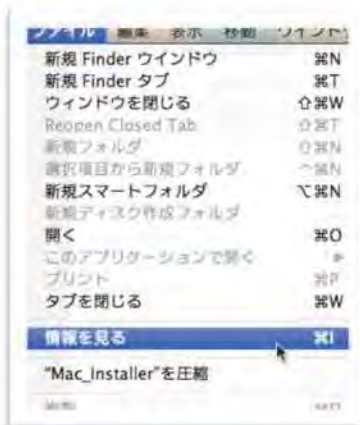 ファイル 編集 表示 移動 ウインドウ
新規 Finder ウインドウ ⌘N
新規 Finder タブ ⌘T
ウィンドウを閉じる ⇧⌘W
Reopen Closed Tab ⇧⌘T
新規フォルダ ⇧⌘N
選択項目から新規フォルダ ⌃⌘N
新規スマートフォルダ ⌥⌘N
新規ディスク作成フォルダ
開く ⌘O
このアプリケーションで開く ▶
プリント ⌘P
タブを閉じる ⌘W
情報を見る ⌘I
"Mac_Installer"を圧縮